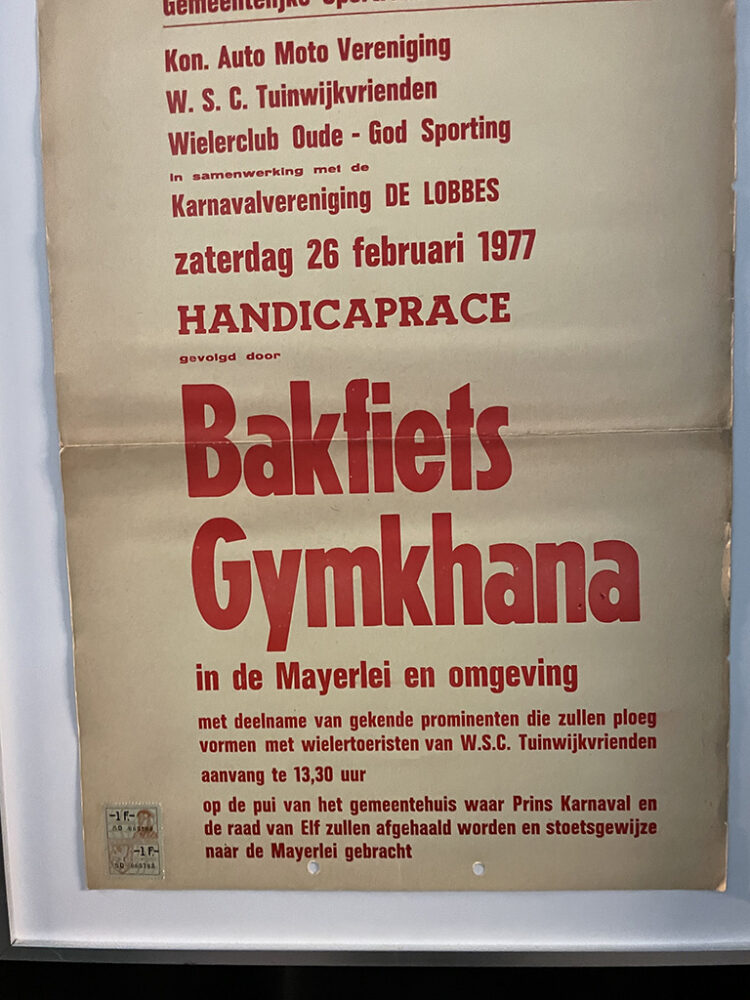 Gemeentelijke
Kon. Auto Moto Vereniging
W. S. C. Tuinwijkvrienden
Wielerclub Oude - God Sporting
in samenwerking met de
Karnavalvereniging DE LOBBES
zaterdag 26 februari 1977
HANDICAPRACE
gevolgd door
Bakfiets
Gymkhana
in de Mayerlei en omgeving
met deelname van gekende prominenten die zullen ploeg
vormen met wielertoeristen van W.S.C. Tuinwijkvrienden
aanvang te 13,30 uur
op de pui van het gemeentehuis waar Prins Karnaval en
de raad van Elf zullen afgehaald worden en stoetsgewijze
naar de Mayerlei gebracht
-1 F.-
-1 F-